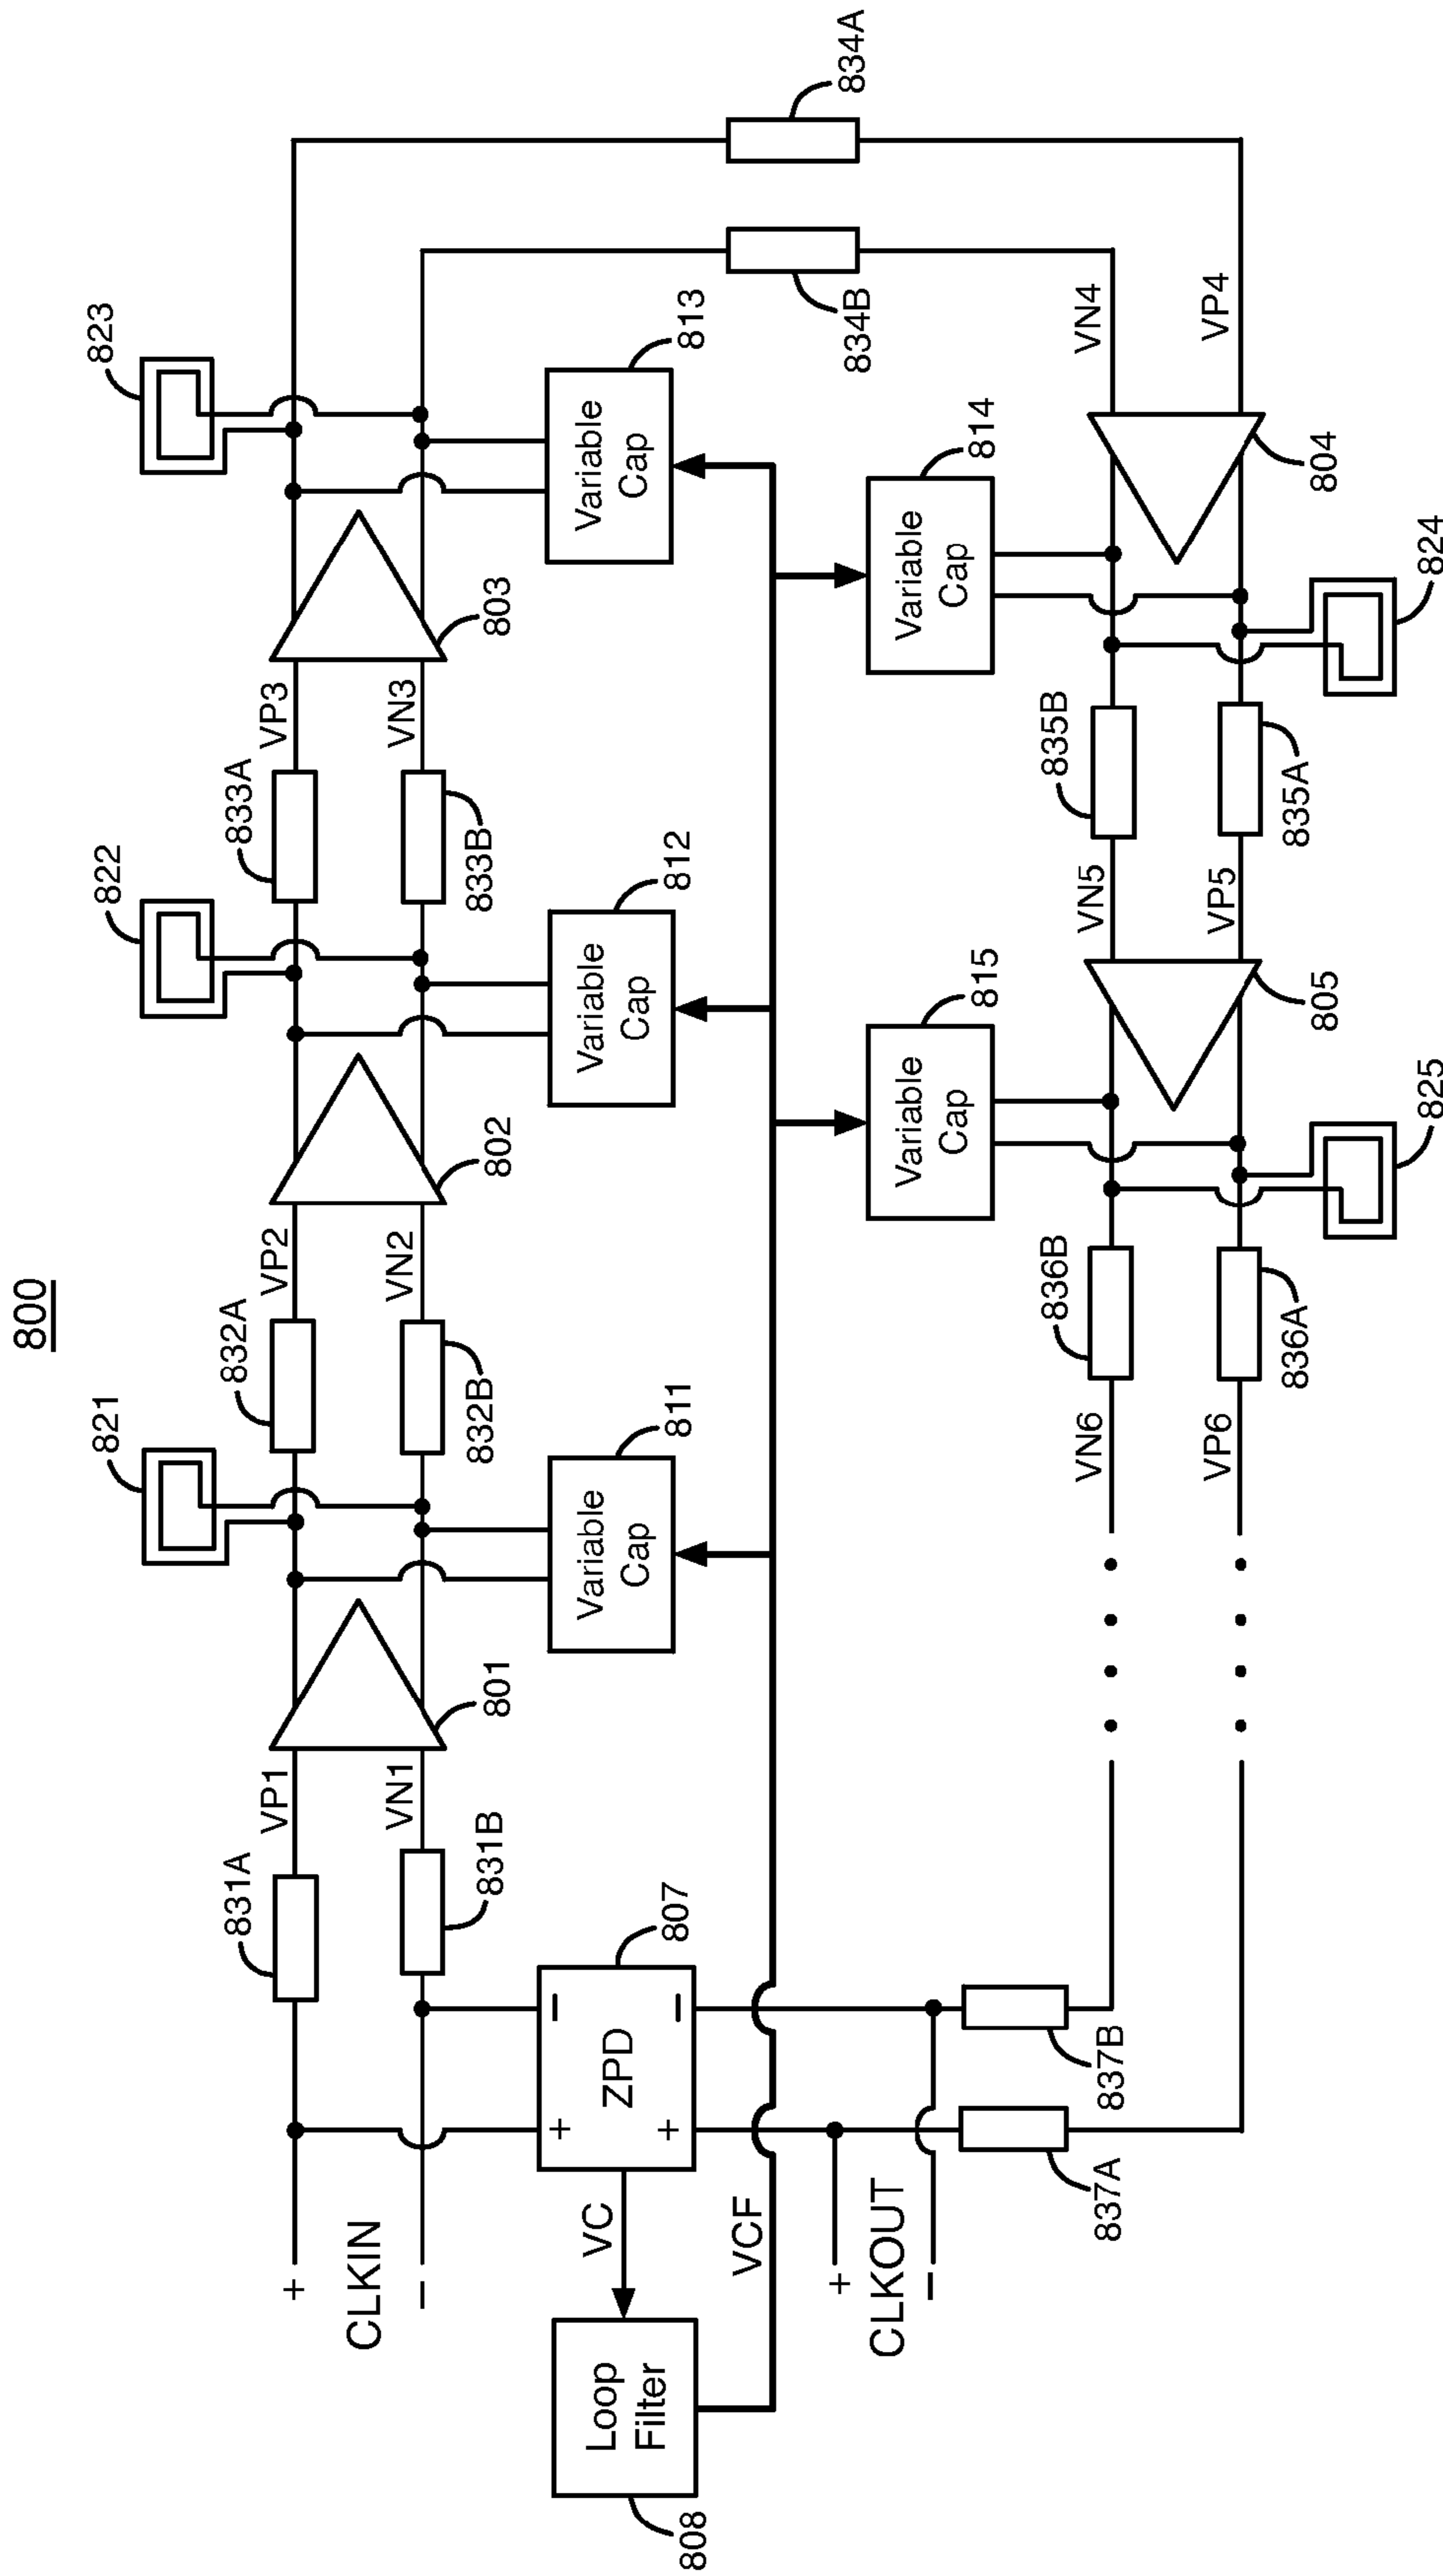 800
821
822
823
831A
VP1
832A
VP2
833A
VP3
834A
+
CLKIN
−
VN1
831B
801
VN2
832B
802
VN3
833B
803
834B
+
−
ZPD
+
−
807
Variable
Cap
811
Variable
Cap
812
Variable
Cap
813
VC
Loop
Filter
808
VCF
Variable
Cap
815
Variable
Cap
814
+
CLKOUT
−
837A
837B
VN6
836B
VN5
835B
VN4
VP6
836A
VP5
835A
VP4
805
804
825
824